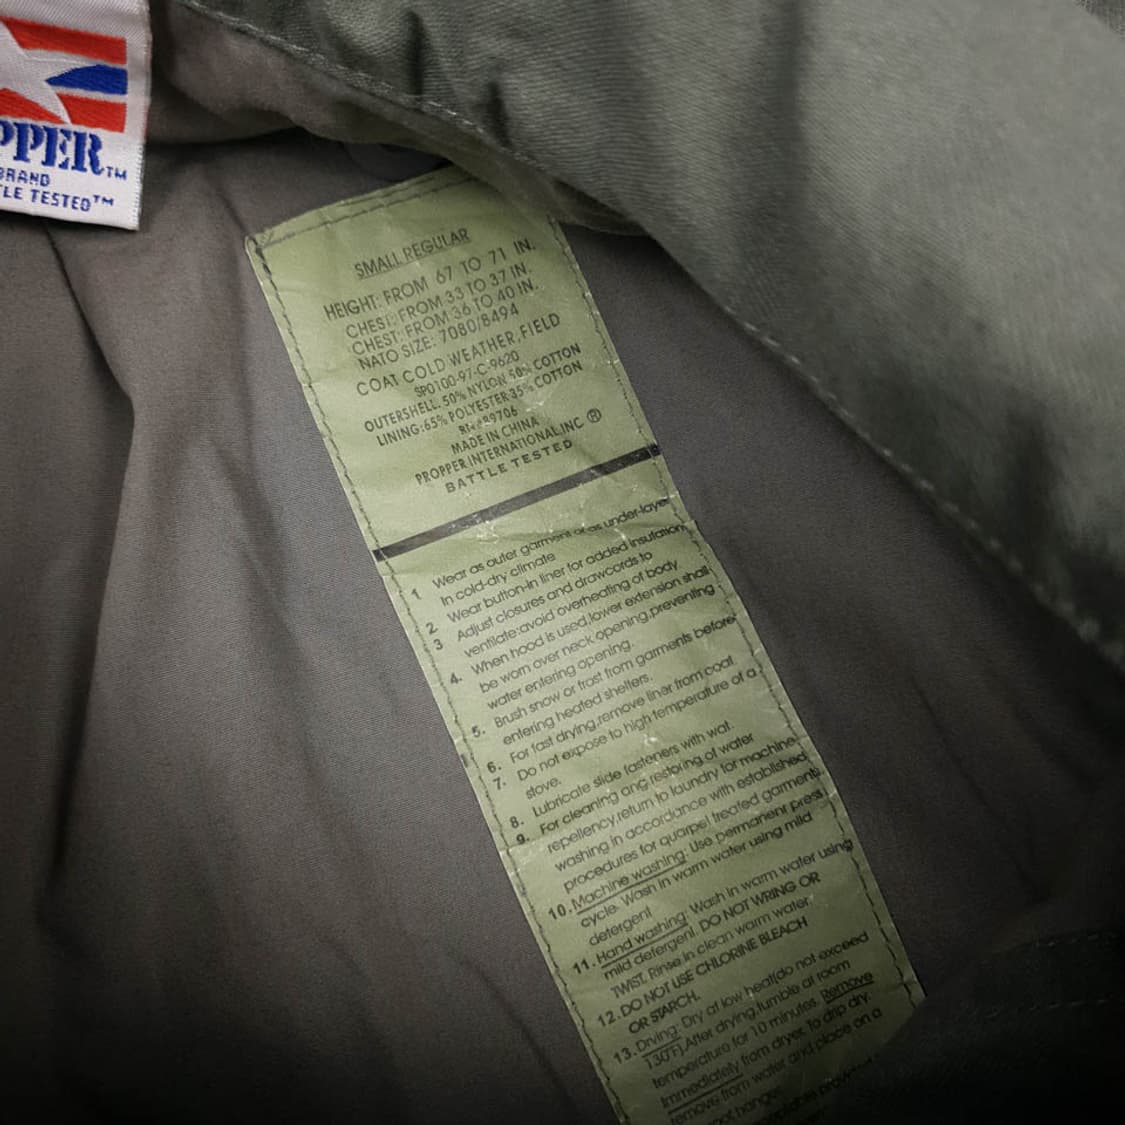 PPER™
BRAND
LE TESTED™
SMALL REGULAR
HEIGHT: FROM 67 TO 71 IN.
CHEST: FROM 33 TO 37 IN.
CHEST: FROM 36 TO 40 IN.
NATO SIZE: 7080/8494
COAT COLD WEATHER, FIELD
SPO100-97-C-9620
OUTERSHELL. 50% NYLON 50% COTTON
LINING:65% POLYESTER 35% COTTON
89706
MADE IN CHINA
PROPPER INTERNATIONAL,INC ®
BATTLE TESTED
1. Wear as outer garment or as under-layer
In cold-dry climate
2 Wear button-in liner for added insutation
3 Adjust closures and drawcords to
ventilate:avoid overheating of body
4. When hood is used,lower extension shall
be worn over neck opening,preventing
water entering opening.
5. Brush snow or frost from garments before
entering heated shelters.
6. For fast drying,remove liner from coat
7. Do not expose to high temperature of a
stove.
8. Lubricate slide fasteners with wat.
9. For cleaning ang restoring of water
repellency,return to laundry for machine
washing in accordance with established
procedures for quarpel treated garments
10.Machine washing: Use permanent press
cycle. Wash in warm water using mild
detergent
11. Hand washing: Wash in warm water using
mild detergent. DO NOT WRING OR
TWIST. Rinse in clean warm water.
12. DO NOT USE CHLORINE BLEACH
OR STARCH.
13. Drving: Dry at low heat(do not exceed
130°F).After drying,tumble at room
temperature for 10 minutes. Remove
Immediately from dryer. To drip dry.
remove from water and place on a
hanger.